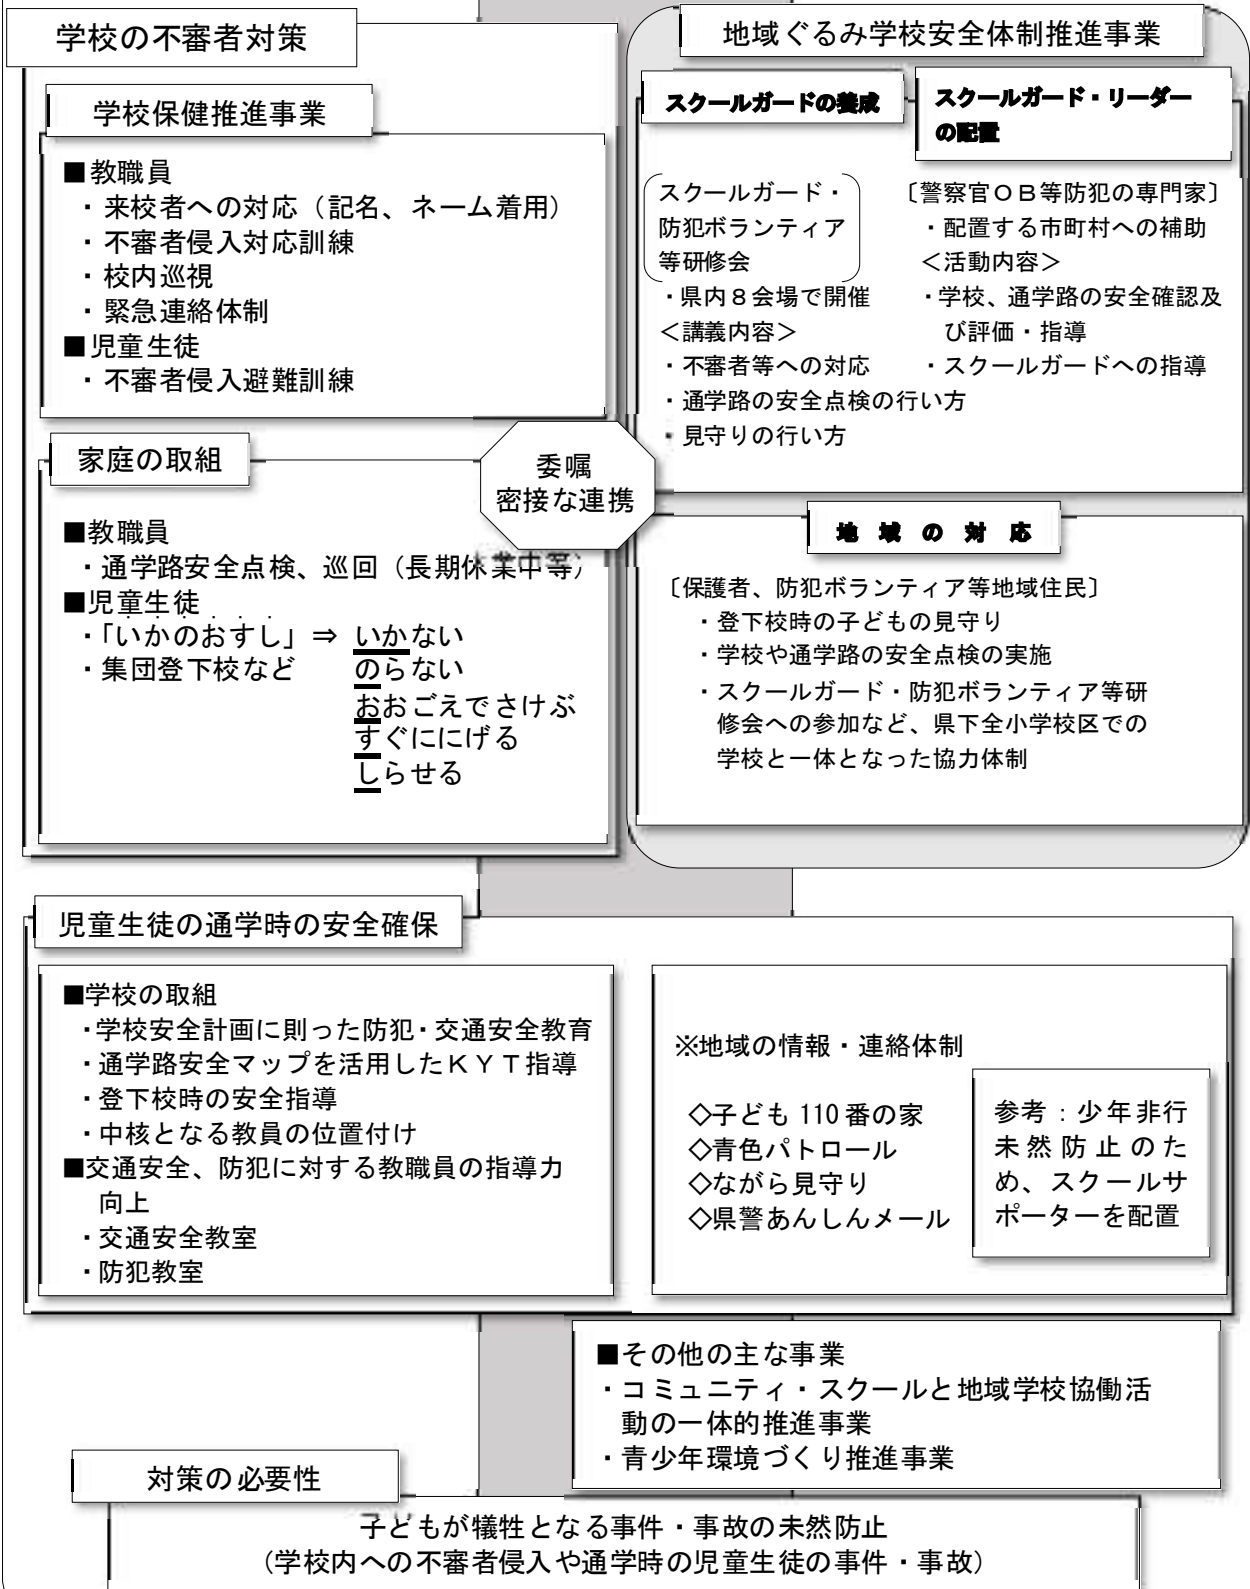 学校の不審者対策
学校保健推進事業
■教職員
・来校者への対応（記名、ネーム着用）
・不審者侵入対応訓練
・校内巡視
・緊急連絡体制
■児童生徒
・不審者侵入避難訓練
家庭の取組
■教職員
・通学路安全点検、巡回（長期休業中等）
■児童生徒
・「いかのおすし」⇒ いかない
・集団登下校など のらない
おおごえでさけぶ
すぐににげる
しらせる
委嘱
密接な連携
地域ぐるみ学校安全体制推進事業
スクールガードの養成
スクールガード・
防犯ボランティア
等研修会
・県内８会場で開催
＜講義内容＞
・不審者等への対応
・通学路の安全点検の行い方
・見守りの行い方
スクールガード・リーダー
の配置
〔警察官ＯＢ等防犯の専門家〕
・配置する市町村への補助
＜活動内容＞
・学校、通学路の安全確認及
び評価・指導
・スクールガードへの指導
地域の対応
〔保護者、防犯ボランティア等地域住民〕
・登下校時の子どもの見守り
・学校や通学路の安全点検の実施
・スクールガード・防犯ボランティア等研
修会への参加など、県下全小学校区での
学校と一体となった協力体制
児童生徒の通学時の安全確保
■学校の取組
・学校安全計画に則った防犯・交通安全教育
・通学路安全マップを活用したＫＹＴ指導
・登下校時の安全指導
・中核となる教員の位置付け
■交通安全、防犯に対する教職員の指導力
向上
・交通安全教室
・防犯教室
※地域の情報・連絡体制
◇子ども 110 番の家
◇青色パトロール
◇ながら見守り
◇県警あんしんメール
参考：少年非行
未然防止のた
め、スクールサ
ポーターを配置
■その他の主な事業
・コミュニティ・スクールと地域学校協働活
動の一体的推進事業
・青少年環境づくり推進事業
対策の必要性
子どもが犠牲となる事件・事故の未然防止
（学校内への不審者侵入や通学時の児童生徒の事件・事故）